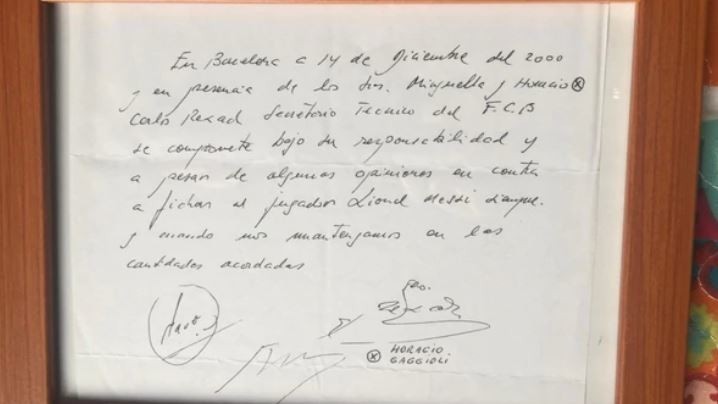 En Barcelona a 14 de Diciembre del 2000
y en presencia de los Srs. Minguella y Horacio Ⓧ
Carlos Rexach Secretario Tecnico del F.C.B
se compromete bajo su responsabilidad y
a pesar de algunas opiniones en contra
a fichar al jugador Lionel Messi siempre
y cuando nos mantengamos en las
cantidades acordadas
Ⓧ HORACIO
GAGGIOLI